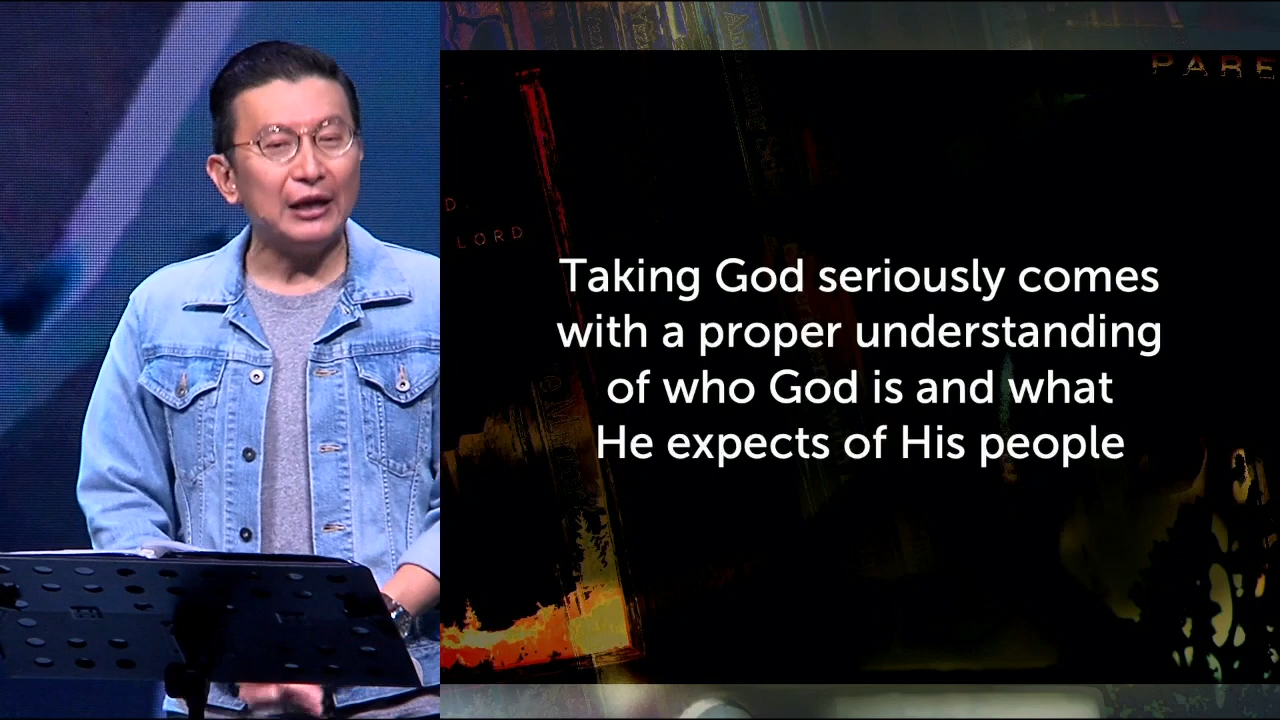 PARE
D.
LORD
Taking God seriously comes
with a proper understanding
of who God is and what
He expects of His people